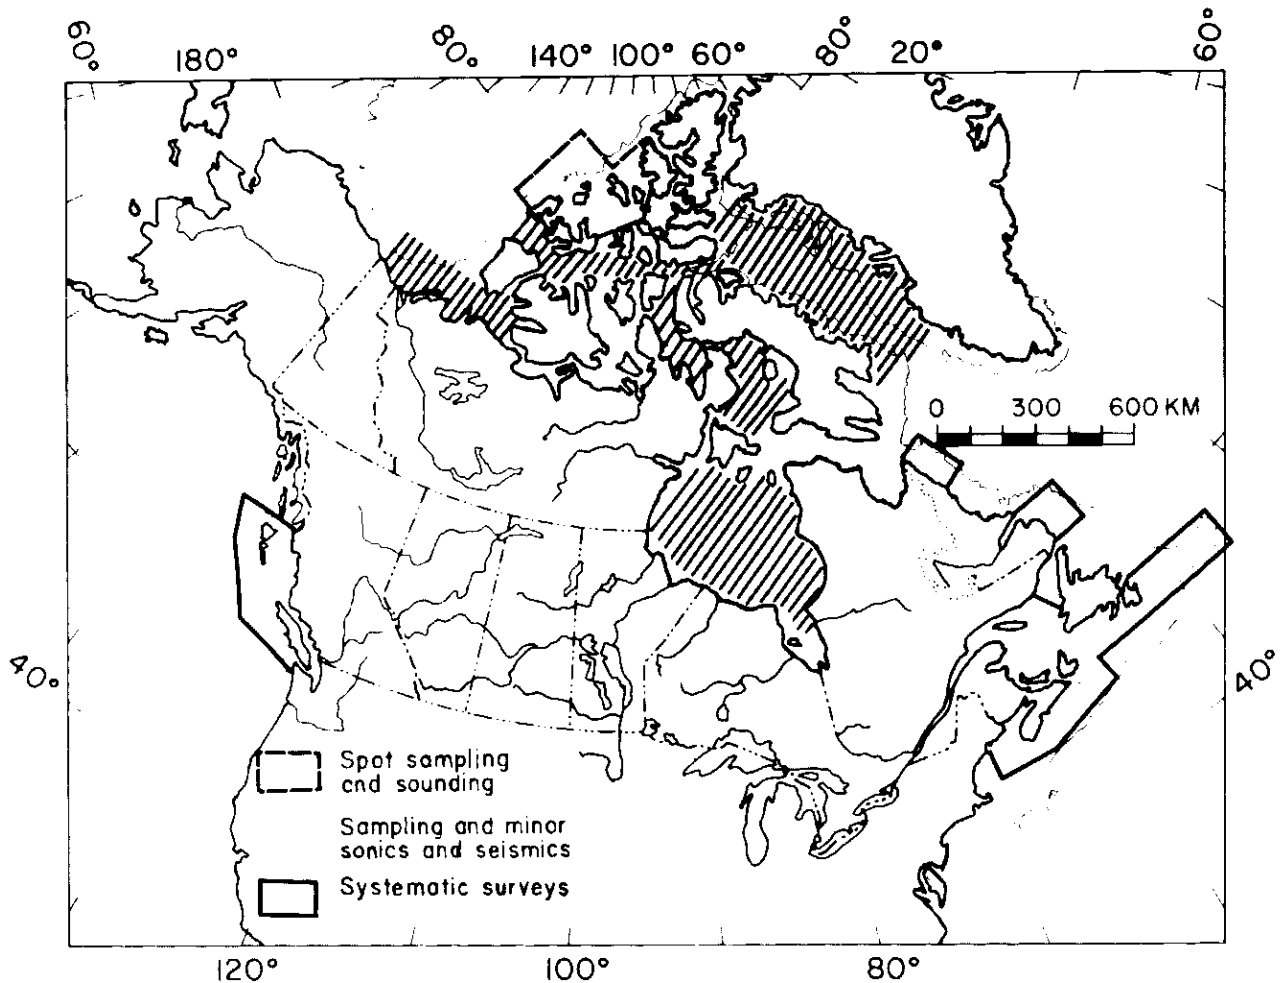 60° 180° 80° 140° 100° 60° 80° 20° 60°
0 300 600 KM
40° 40°
Spot sampling
cnd sounding
Sampling and minor
sonics and seismics
Systematic surveys
120° 100° 80°